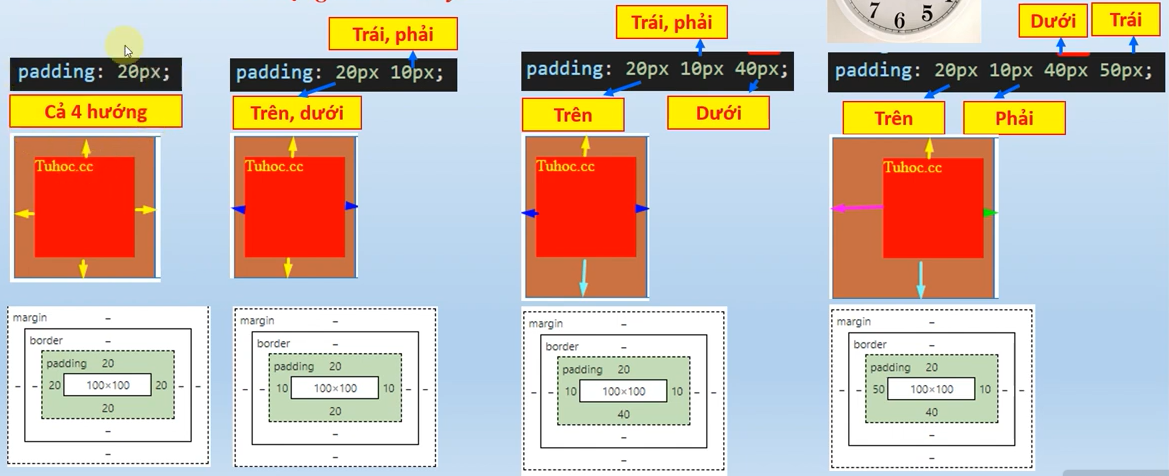 Trái, phải
Trái, phải
Dưới
Trái
7 6 5
padding: 20px;
padding: 20px 10px;
padding: 20px 10px 40px;
padding: 20px 10px 40px 50px;
Cả 4 hướng
Trên, dưới
Trên
Dưới
Trên
Phải
Tuhoc.cc
Tuhoc.cc
Tuhoc.cc
Tuhoc.cc
margin –
border –
padding 20
– – 20 100×100 20 – –
20
–
–
margin –
border –
padding 20
– – 10 100×100 10 – –
20
–
–
margin –
border –
padding 20
– – 10 100×100 10 – –
40
–
–
margin –
border –
padding 20
– – 50 100×100 10 – –
40
–
–